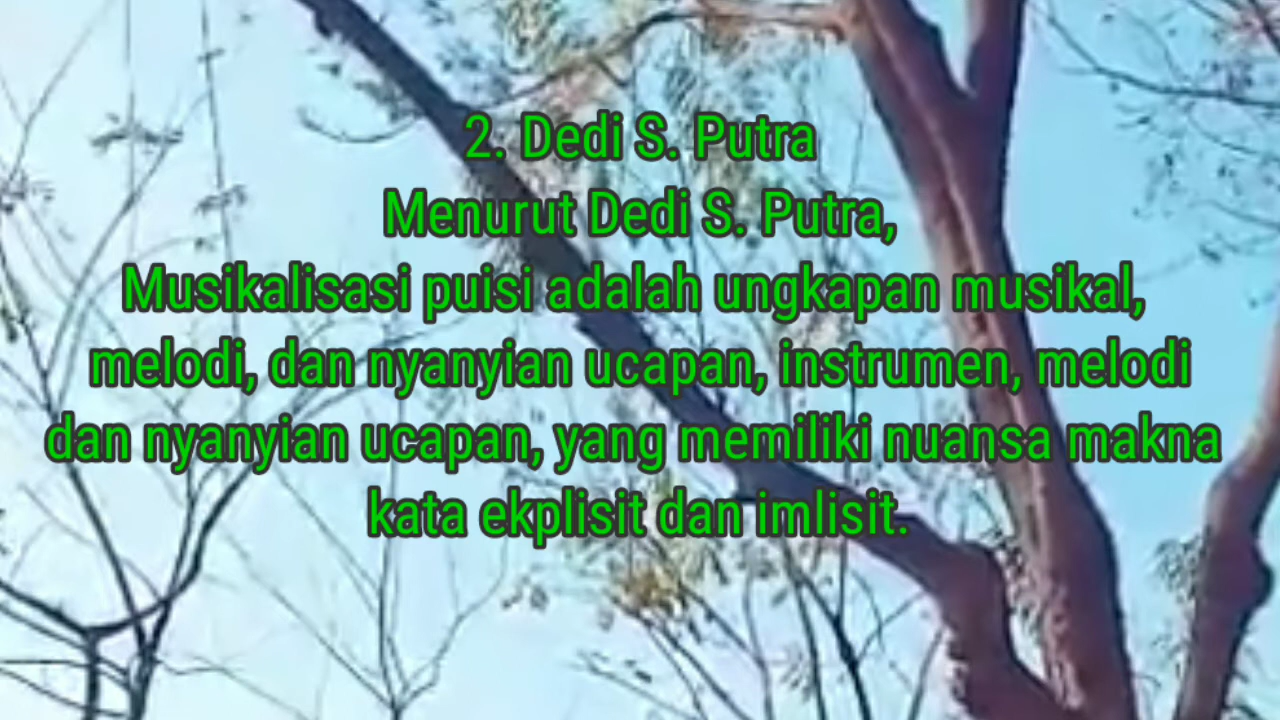 2. Dedi S. Putra
Menurut Dedi S. Putra,
Musikalisasi puisi adalah ungkapan musikal,
melodi, dan nyanyian ucapan, instrumen, melodi
dan nyanyian ucapan, yang memiliki nuansa makna
kata ekplisit dan imlisit.